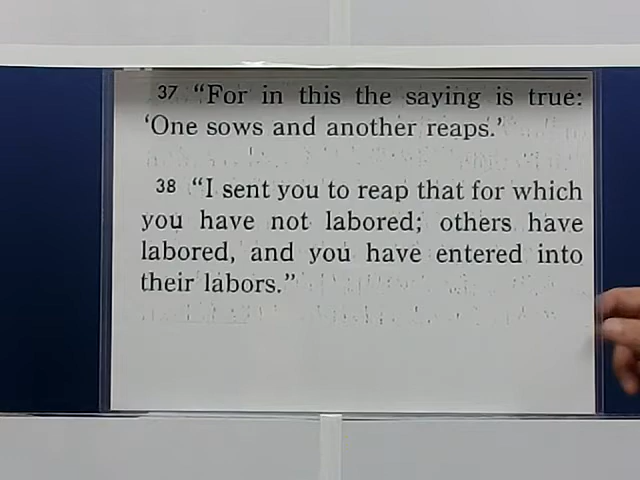 37 “For in this the saying is true:
‘One sows and another reaps.’
38 “I sent you to reap that for which
you have not labored; others have
labored, and you have entered into
their labors.”